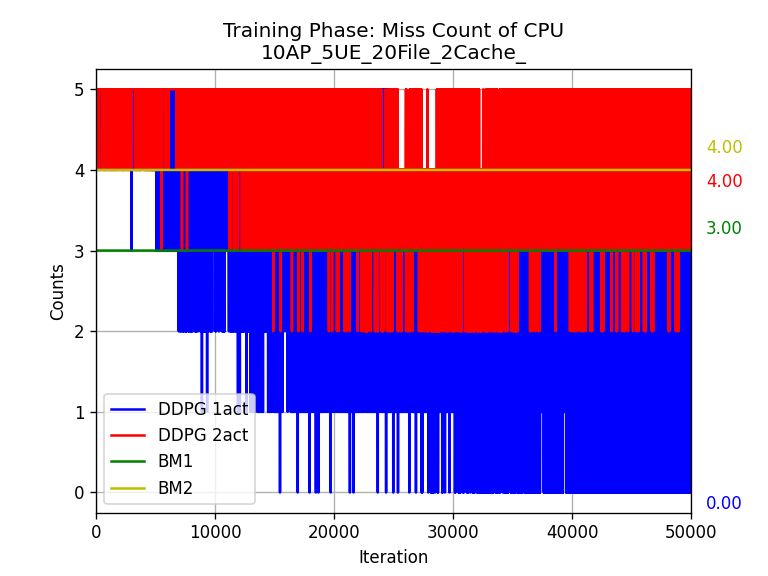 Training Phase: Miss Count of CPU
10AP_5UE_20File_2Cache_
Counts
5
4
3
2
1
0
4.00
4.00
3.00
0.00
DDPG 1act
DDPG 2act
BM1
BM2
0
10000
20000
30000
40000
50000
Iteration